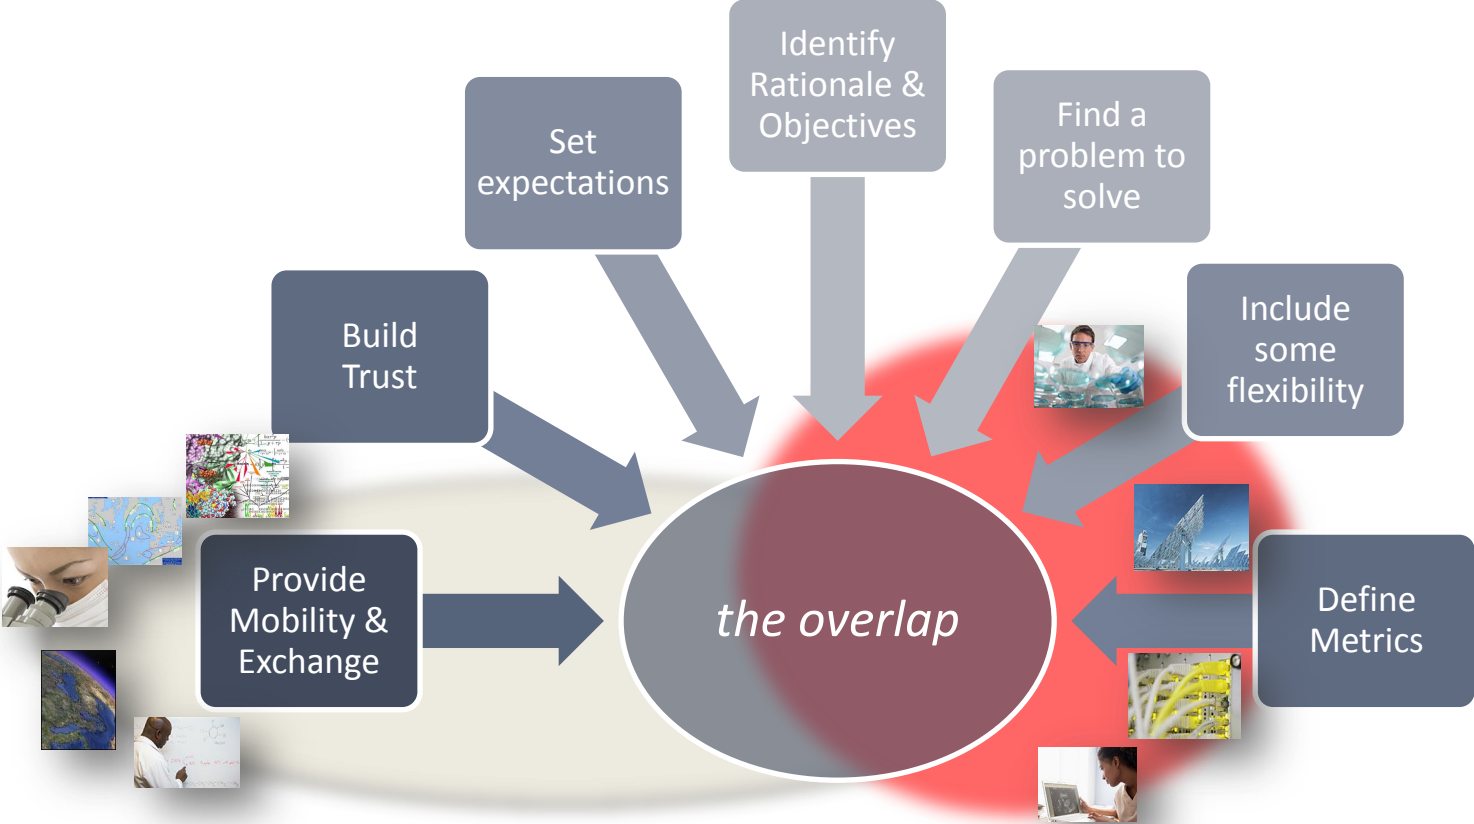 Identify
Rationale &
Objectives
Set
expectations
Find a
problem to
solve
Build
Trust
Include
some
flexibility
Provide
Mobility &
Exchange
the overlap
Define
Metrics